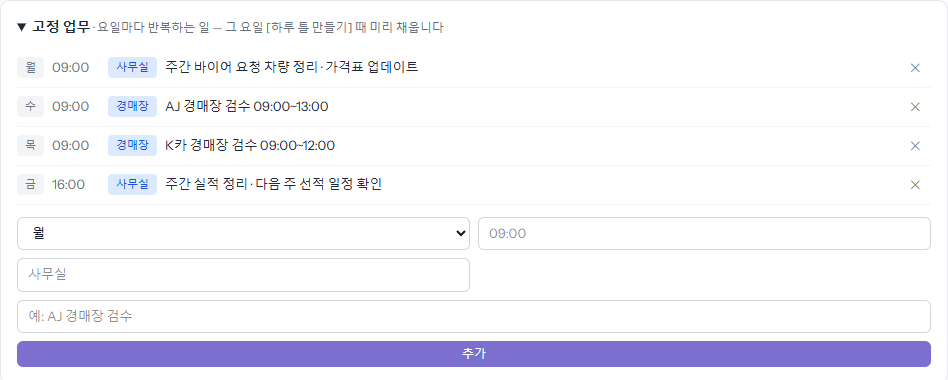 ▼ 고정 업무 · 요일마다 반복하는 일 — 그 요일 [하루 틀 만들기] 때 미리 채웁니다
월 09:00 사무실 주간 바이어 요청 차량 정리 · 가격표 업데이트 ×
수 09:00 경매장 AJ 경매장 검수 09:00~13:00 ×
목 09:00 경매장 K카 경매장 검수 09:00~12:00 ×
금 16:00 사무실 주간 실적 정리 · 다음 주 선적 일정 확인 ×
월 09:00
사무실
예: AJ 경매장 검수
추가